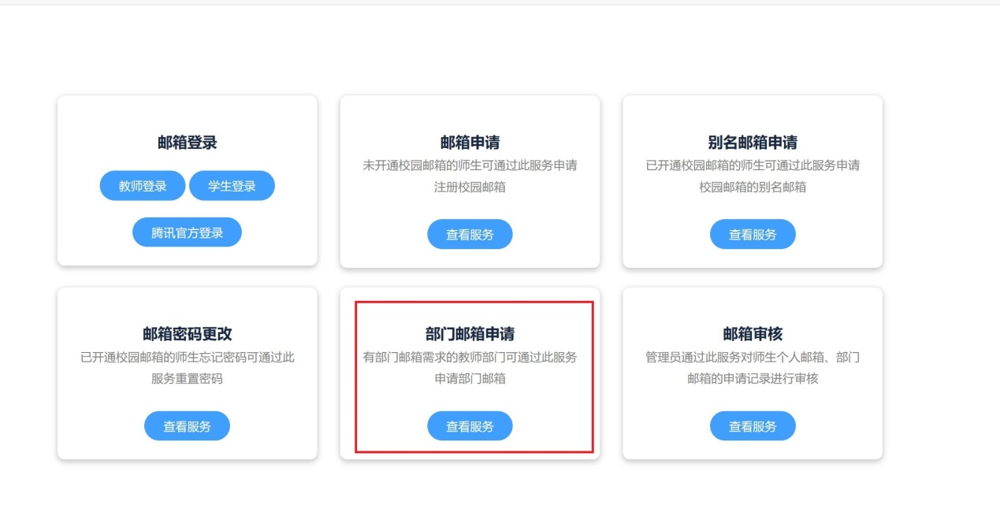 邮箱登录
教师登录
学生登录
腾讯官方登录
邮箱申请
未开通校园邮箱的师生可通过此服务申请
注册校园邮箱
查看服务
别名邮箱申请
已开通校园邮箱的师生可通过此服务申请
校园邮箱的别名邮箱
查看服务
邮箱密码更改
已开通校园邮箱的师生忘记密码可通过此
服务重置密码
查看服务
部门邮箱申请
有部门邮箱需求的教师部门可通过此服务
申请部门邮箱
查看服务
邮箱审核
管理员通过此服务对师生个人邮箱、部门
邮箱的申请记录进行审核
查看服务